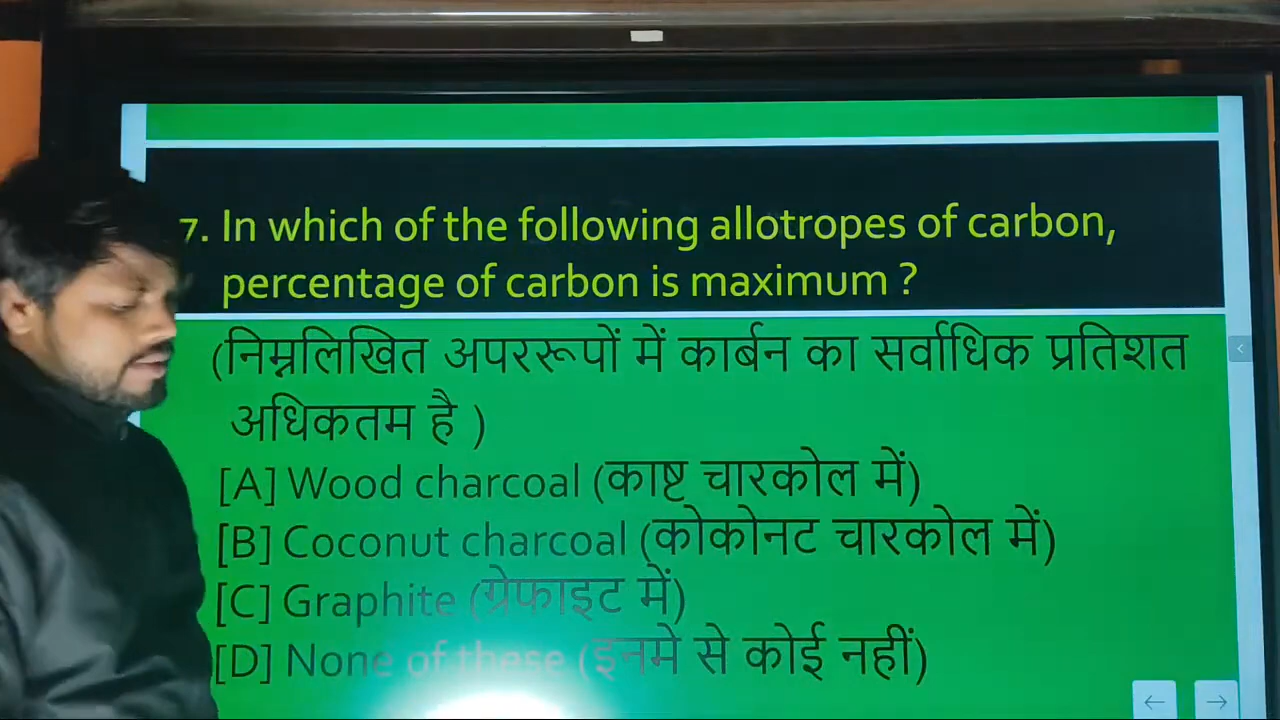 7. In which of the following allotropes of carbon,
percentage of carbon is maximum ?
(निम्नलिखित अपररूपों में कार्बन का सर्वाधिक प्रतिशत
अधिकतम है )
[A] Wood charcoal (काष्ट चारकोल में)
[B] Coconut charcoal (कोकोनट चारकोल में)
[C] Graphite (ग्रेफाइट में)
[D] None of these (इनमे से कोई नहीं)